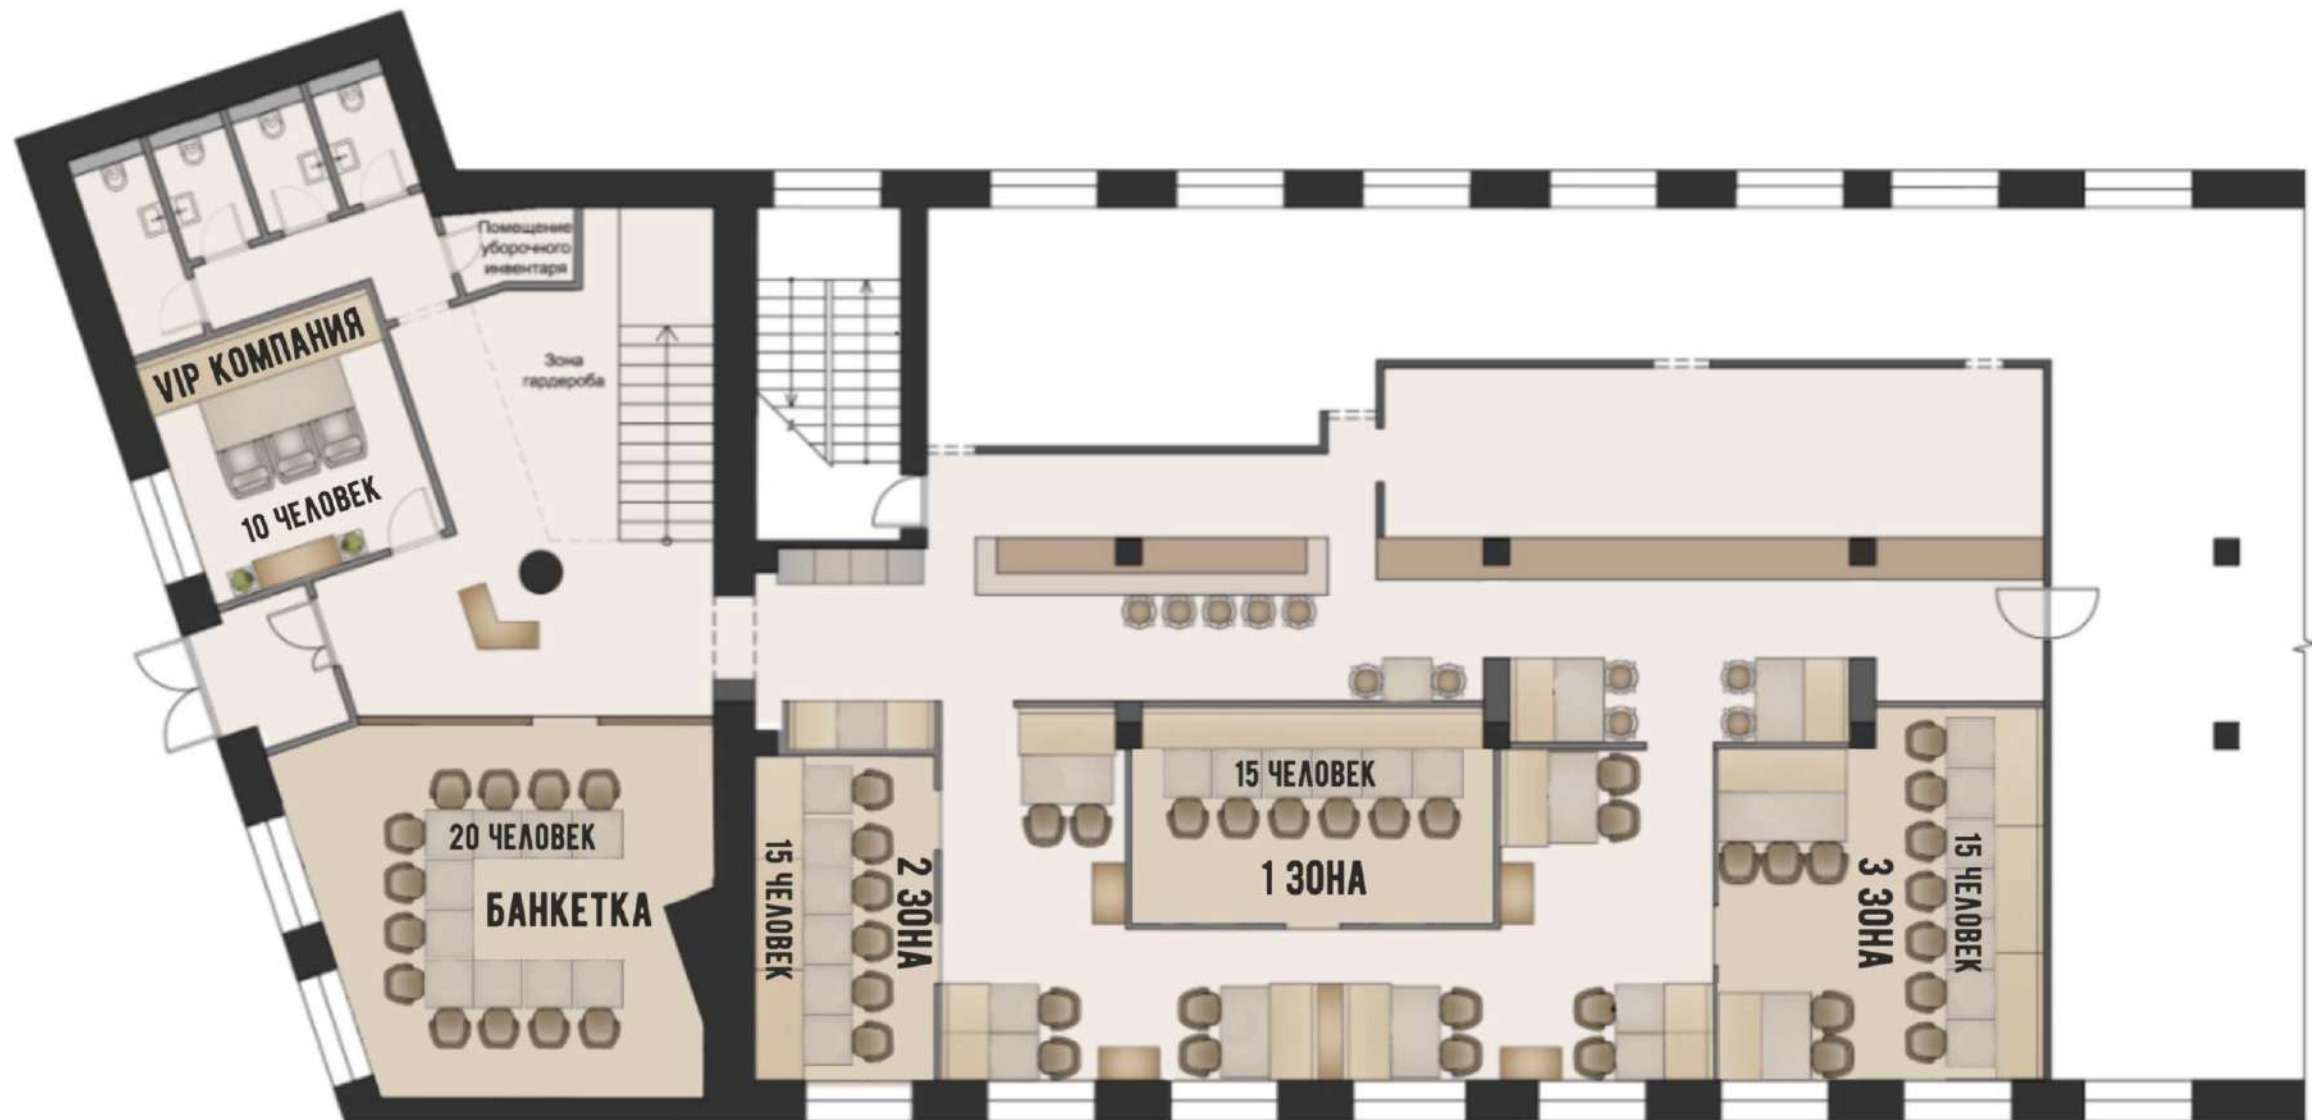 Помещение
уборочного
инвентаря
Зона
гардероба
VIP КОМПАНИЯ
10 ЧЕЛОВЕК
20 ЧЕЛОВЕК
БАНКЕТКА
15 ЧЕЛОВЕК
2 ЗОНА
15 ЧЕЛОВЕК
1 ЗОНА
3 ЗОНА
15 ЧЕЛОВЕК